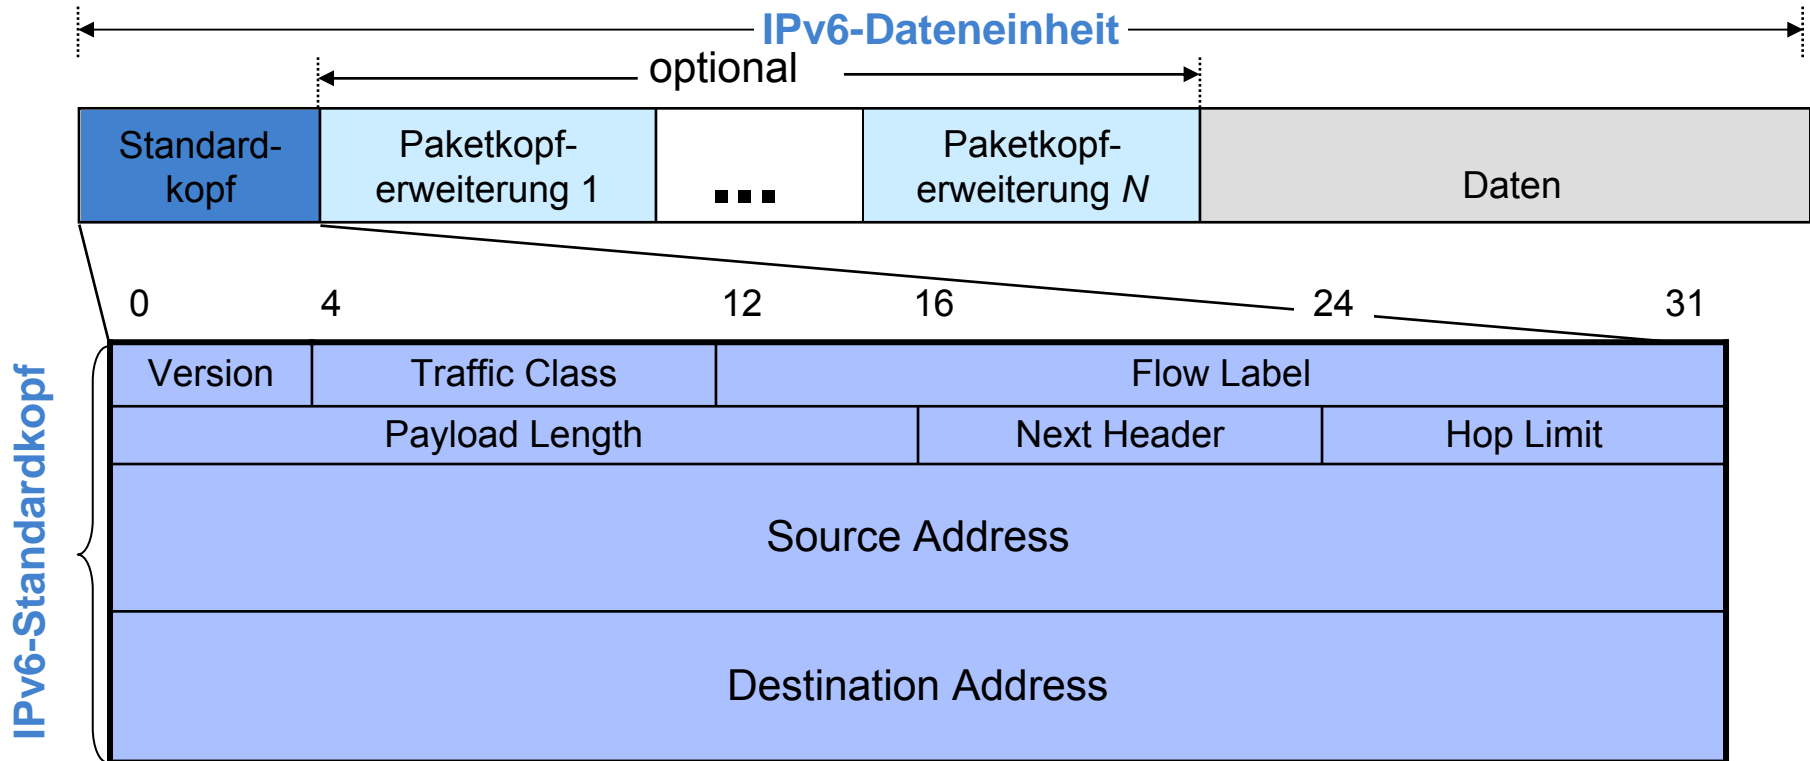 IPv6-Dateneinheit
optional
Standard-
kopf
Paketkopf-
erweiterung 1
...
Paketkopf-
erweiterung N
Daten
0 4 12 16 24 31
IPv6-Standardkopf
Version Traffic Class Flow Label
Payload Length Next Header Hop Limit
Source Address
Destination Address